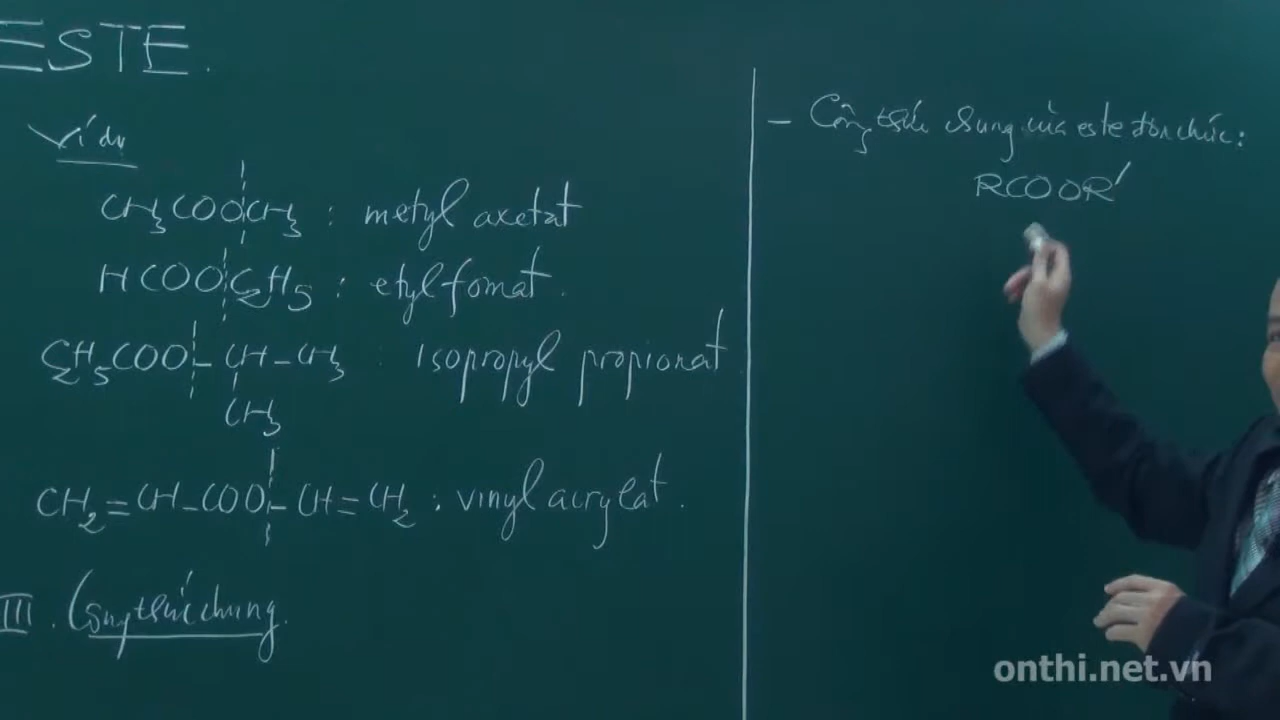 ESTE.
Ví dụ
CH₃COOCH₃ : metyl axetat
HCOOC₂H₅ : etyl fomat.
C₂H₅COO - CH - CH₃ : isopropyl propionat.
CH₃
CH₂ = CH - COO - CH = CH₂ : vinyl acrylat.
III. Công thức chung.
- Công thức chung của este đơn chức:
RCOOR'
onthi.net.vn